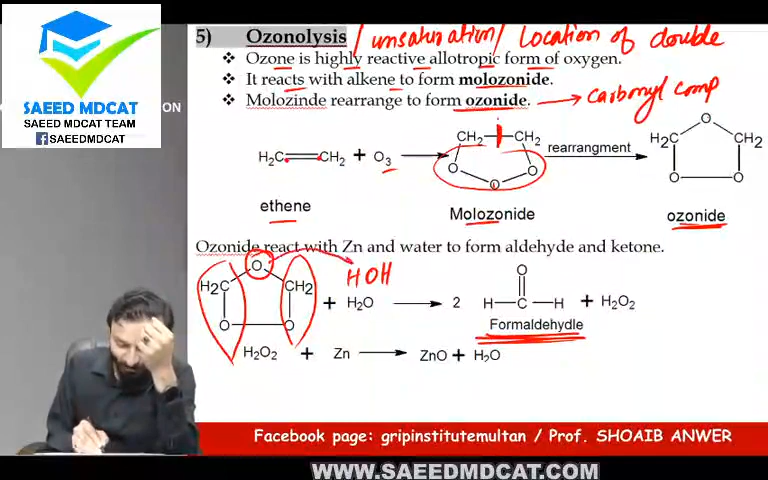 5) Ozonolysis / unsaturation / Location of double
❖ Ozone is highly reactive allotropic form of oxygen.
❖ It reacts with alkene to form molozonide.
❖ Molozinde rearrange to form ozonide. → carbonyl comp
SAEED MDCAT
SAEED MDCAT TEAM
SAEEDMDCAT
ON
H2C CH2 + O3 CH2 CH2 O O O rearrangment H2C O CH2 O O
ethene Molozonide ozonide
Ozonide react with Zn and water to form aldehyde and ketone.
O HOH O
H2C CH2 + H2O 2 H C H + H2O2
O O Formaldehydle
H2O2 + Zn ZnO + H2O
Facebook page: gripinstitutemultan / Prof. SHOAIB ANWER
WWW.SAEEDMDCAT.COM